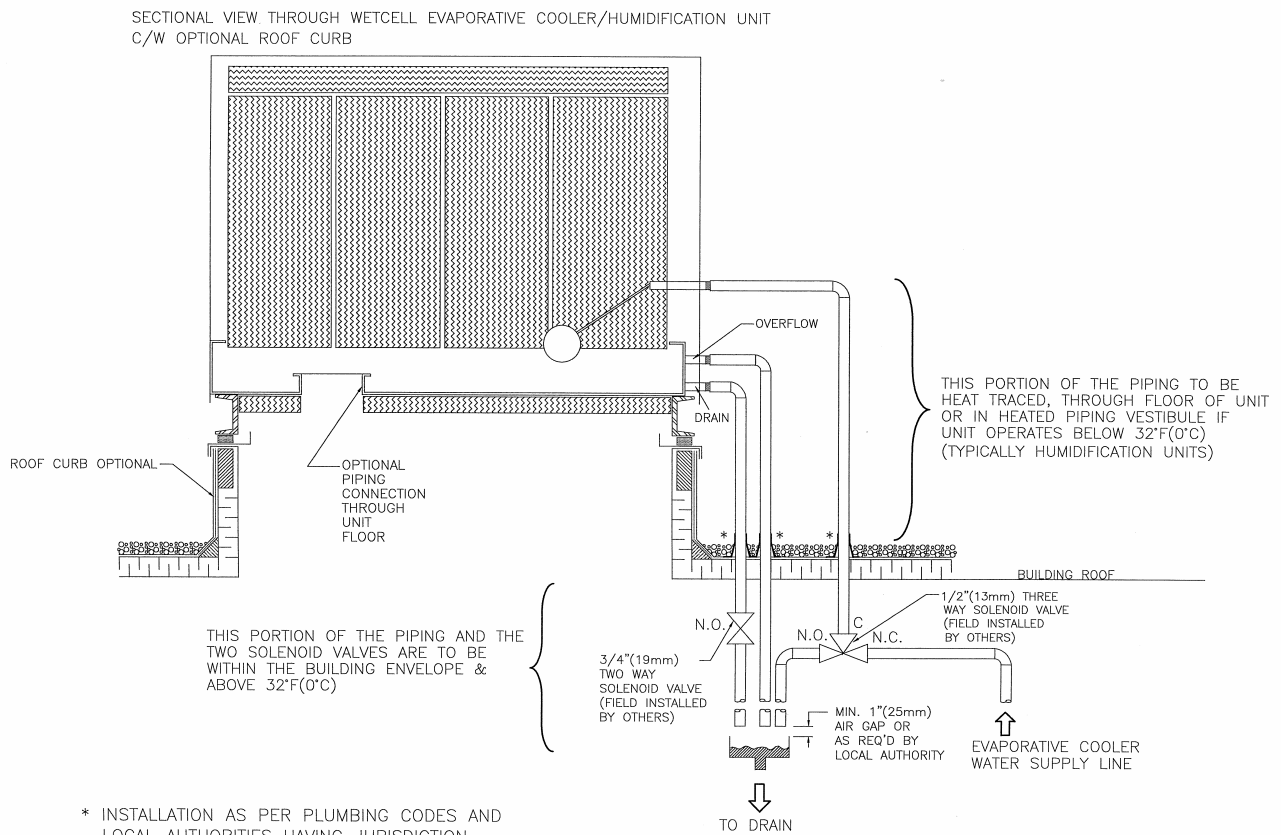 SECTIONAL VIEW THROUGH WETCELL EVAPORATIVE COOLER/HUMIDIFICATION UNIT
C/W OPTIONAL ROOF CURB
OVERFLOW
DRAIN
THIS PORTION OF THE PIPING TO BE
HEAT TRACED, THROUGH FLOOR OF UNIT
OR IN HEATED PIPING VESTIBULE IF
UNIT OPERATES BELOW 32°F(0°C)
(TYPICALLY HUMIDIFICATION UNITS)
ROOF CURB OPTIONAL
OPTIONAL
PIPING
CONNECTION
THROUGH
UNIT
FLOOR
* * *
BUILDING ROOF
1/2"(13mm) THREE
WAY SOLENOID VALVE
(FIELD INSTALLED
BY OTHERS)
N.O.
N.O.
C
N.C.
THIS PORTION OF THE PIPING AND THE
TWO SOLENOID VALVES ARE TO BE
WITHIN THE BUILDING ENVELOPE &
ABOVE 32°F(0°C)
3/4"(19mm)
TWO WAY
SOLENOID VALVE
(FIELD INSTALLED
BY OTHERS)
MIN. 1"(25mm)
AIR GAP OR
AS REQ'D BY
LOCAL AUTHORITY
EVAPORATIVE COOLER
WATER SUPPLY LINE
TO DRAIN
* INSTALLATION AS PER PLUMBING CODES AND
LOCAL AUTHORITIES HAVING JURISDICTION